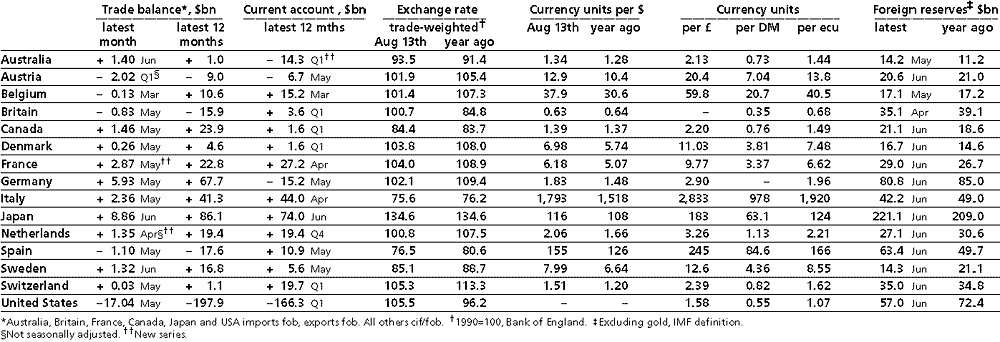 Trade balance*, $bn Current account, $bn Exchange rate Currency units per $ Currency units Foreign reserves‡ $bn
latest latest 12 latest 12 mths trade-weighted† Aug 13th year ago per £ per DM per ecu latest year ago
month months Aug 13th year ago
Australia + 1.40 Jun + 1.0 – 14.3 Q1†† 93.5 91.4 1.34 1.28 2.13 0.73 1.44 14.2 May 11.2
Austria – 2.02 Q1§ – 9.0 – 6.7 May 101.9 105.4 12.9 10.4 20.4 7.04 13.8 20.6 Jun 21.0
Belgium – 0.13 Mar + 10.6 + 15.2 Mar 101.4 107.3 37.9 30.6 59.8 20.7 40.5 17.1 May 17.2
Britain – 0.83 May – 15.9 + 3.6 Q1 100.7 84.8 0.63 0.64 – 0.35 0.68 35.1 Apr 39.1
Canada + 1.46 May + 23.9 + 1.6 Q1 84.4 83.7 1.39 1.37 2.20 0.76 1.49 21.1 Jun 18.6
Denmark + 0.26 May + 4.6 + 1.6 Q1 103.8 108.0 6.98 5.74 11.03 3.81 7.48 16.7 Jun 14.6
France + 2.87 May†† + 22.8 + 27.2 Apr 104.0 108.9 6.18 5.07 9.77 3.37 6.62 29.0 Jun 26.7
Germany + 5.93 May + 67.7 – 15.2 May 102.1 109.4 1.83 1.48 2.90 – 1.96 80.8 Jun 85.0
Italy + 2.36 May + 41.3 + 44.0 Apr 75.6 76.2 1,793 1,518 2,833 978 1,920 42.2 Jun 49.0
Japan + 8.86 Jun + 86.1 + 74.0 Jun 134.6 134.6 116 108 183 63.1 124 221.1 Jun 209.0
Netherlands + 1.35 Apr§†† + 19.4 + 19.4 Q4 100.8 107.5 2.06 1.66 3.26 1.13 2.21 27.1 Jun 30.6
Spain – 1.10 May – 17.6 + 10.9 May 76.5 80.6 155 126 245 84.6 166 63.4 Jun 49.7
Sweden + 1.32 Jun + 16.8 + 5.6 May 85.1 88.7 7.99 6.64 12.6 4.36 8.55 14.3 Jun 21.1
Switzerland + 0.03 May + 1.1 + 19.7 Q1 105.3 113.3 1.51 1.20 2.39 0.82 1.62 35.0 Jun 34.8
United States –17.04 May –197.9 –166.3 Q1 105.5 96.2 – – 1.58 0.55 1.07 57.0 Jun 72.4
*Australia, Britain, France, Canada, Japan and USA imports fob, exports fob. All others cif/fob. †1990=100, Bank of England. ‡Excluding gold, IMF definition.
§Not seasonally adjusted. ††New series.